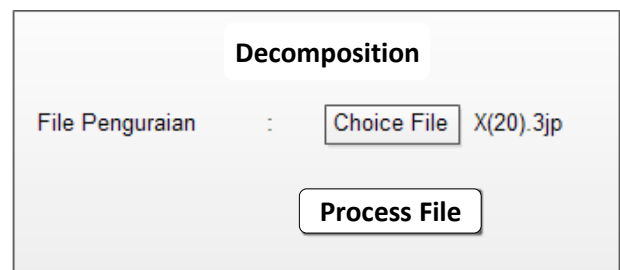 Decomposition
File Penguraian : Choice File X(20).3jp
Process File